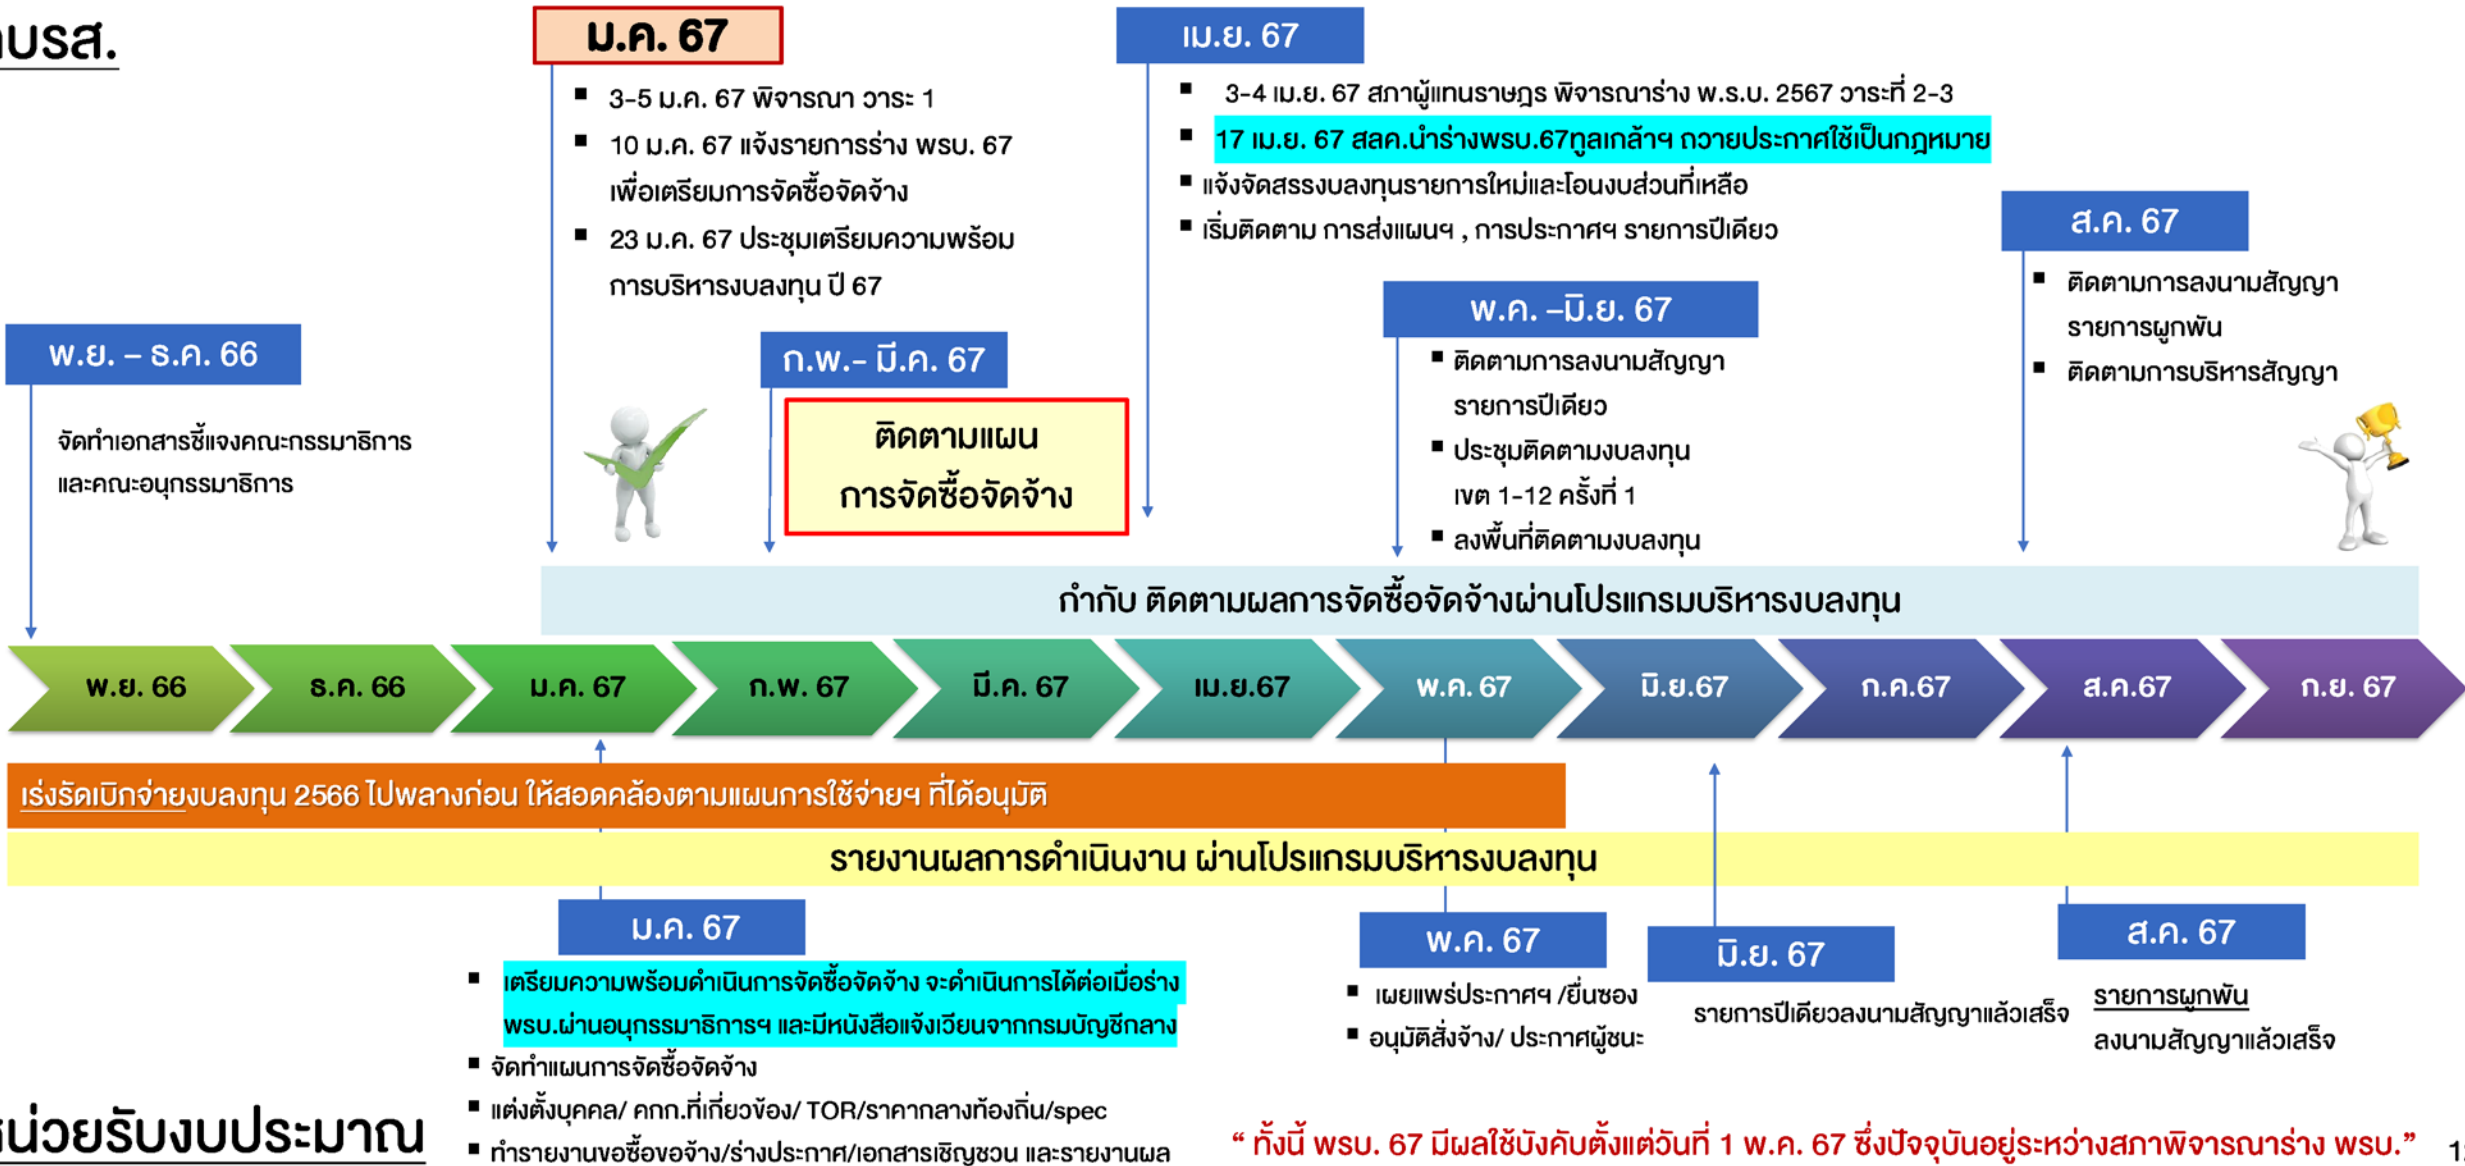 บรส.
ม.ค. 67
▪ 3-5 ม.ค. 67 พิจารณา วาระ 1
▪ 10 ม.ค. 67 แจ้งรายการร่าง พรบ. 67
เพื่อเตรียมการจัดซื้อจัดจ้าง
▪ 23 ม.ค. 67 ประชุมเตรียมความพร้อม
การบริหารงบลงทุน ปี 67
เม.ย. 67
▪ 3-4 เม.ย. 67 สภาผู้แทนราษฎร พิจารณาร่าง พ.ร.บ. 2567 วาระที่ 2-3
▪ 17 เม.ย. 67 สลค.นำร่างพรบ.67ทูลเกล้าฯ ถวายประกาศใช้เป็นกฎหมาย
▪ แจ้งจัดสรรงบลงทุนรายการใหม่และโอนงบส่วนที่เหลือ
▪ เริ่มติดตาม การส่งแผนฯ , การประกาศฯ รายการปีเดียว
ส.ค. 67
▪ ติดตามการลงนามสัญญา
รายการผูกพัน
▪ ติดตามการบริหารสัญญา
พ.ย. – ธ.ค. 66
จัดทำเอกสารชี้แจงคณะกรรมาธิการ
และคณะอนุกรรมาธิการ
ก.พ.- มี.ค. 67
ติดตามแผน
การจัดซื้อจัดจ้าง
พ.ค. –มิ.ย. 67
▪ ติดตามการลงนามสัญญา
รายการปีเดียว
▪ ประชุมติดตามงบลงทุน
เขต 1-12 ครั้งที่ 1
▪ ลงพื้นที่ติดตามงบลงทุน
กำกับ ติดตามผลการจัดซื้อจัดจ้างผ่านโปรแกรมบริหารงบลงทุน
พ.ย. 66
ธ.ค. 66
ม.ค. 67
ก.พ. 67
มี.ค. 67
เม.ย.67
พ.ค. 67
มิ.ย.67
ก.ค.67
ส.ค.67
ก.ย. 67
เร่งรัดเบิกจ่ายงบลงทุน 2566 ไปพลางก่อน ให้สอดคล้องตามแผนการใช้จ่ายฯ ที่ได้อนุมัติ
รายงานผลการดำเนินงาน ผ่านโปรแกรมบริหารงบลงทุน
ม.ค. 67
▪ เตรียมความพร้อมดำเนินการจัดซื้อจัดจ้าง จะดำเนินการได้ต่อเมื่อร่าง
พรบ.ผ่านอนุกรรมาธิการฯ และมีหนังสือแจ้งเวียนจากกรมบัญชีกลาง
▪ จัดทำแผนการจัดซื้อจัดจ้าง
▪ แต่งตั้งบุคคล/ คกก.ที่เกี่ยวข้อง/ TOR/ราคากลางท้องถิ่น/spec
▪ ทำรายงานขอซื้อขอจ้าง/ร่างประกาศ/เอกสารเชิญชวน และรายงานผล
พ.ค. 67
▪ เผยแพร่ประกาศฯ /ยื่นซอง
▪ อนุมัติสั่งจ้าง/ ประกาศผู้ชนะ
มิ.ย. 67
รายการปีเดียวลงนามสัญญาแล้วเสร็จ
ส.ค. 67
รายการผูกพัน
ลงนามสัญญาแล้วเสร็จ
หน่วยรับงบประมาณ
“ ทั้งนี้ พรบ. 67 มีผลใช้บังคับตั้งแต่วันที่ 1 พ.ค. 67 ซึ่งปัจจุบันอยู่ระหว่างสภาพิจารณาร่าง พรบ.”